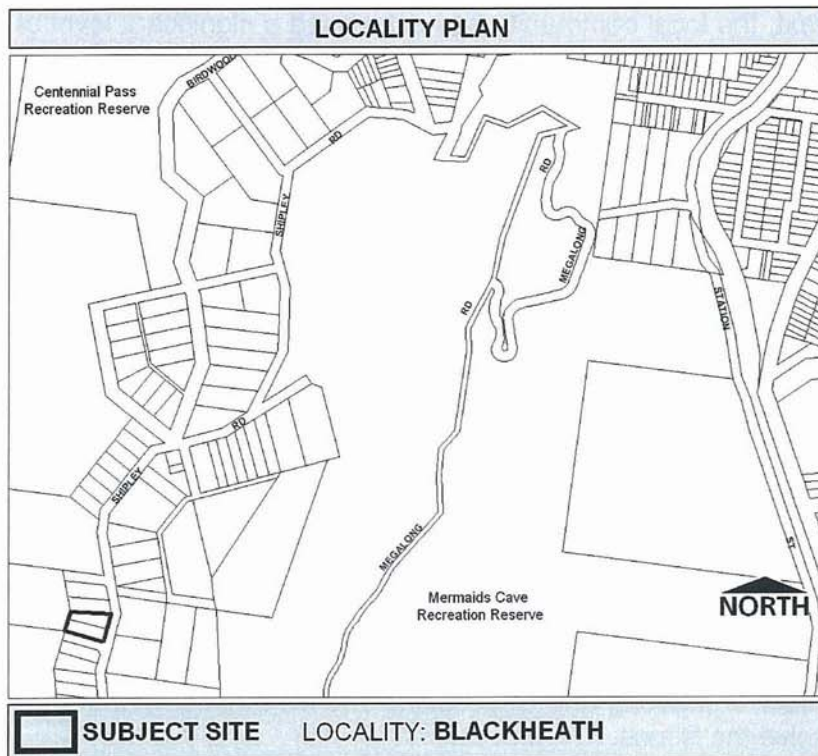 LOCALITY PLAN
Centennial Pass
Recreation Reserve
BIRDWOOD
RD
SHIPLEY
RD
MEGALONG
RD
STATION
RD
SHIPLEY
MEGALONG
ST
Mermaids Cave
Recreation Reserve
NORTH
SUBJECT SITE LOCALITY: BLACKHEATH